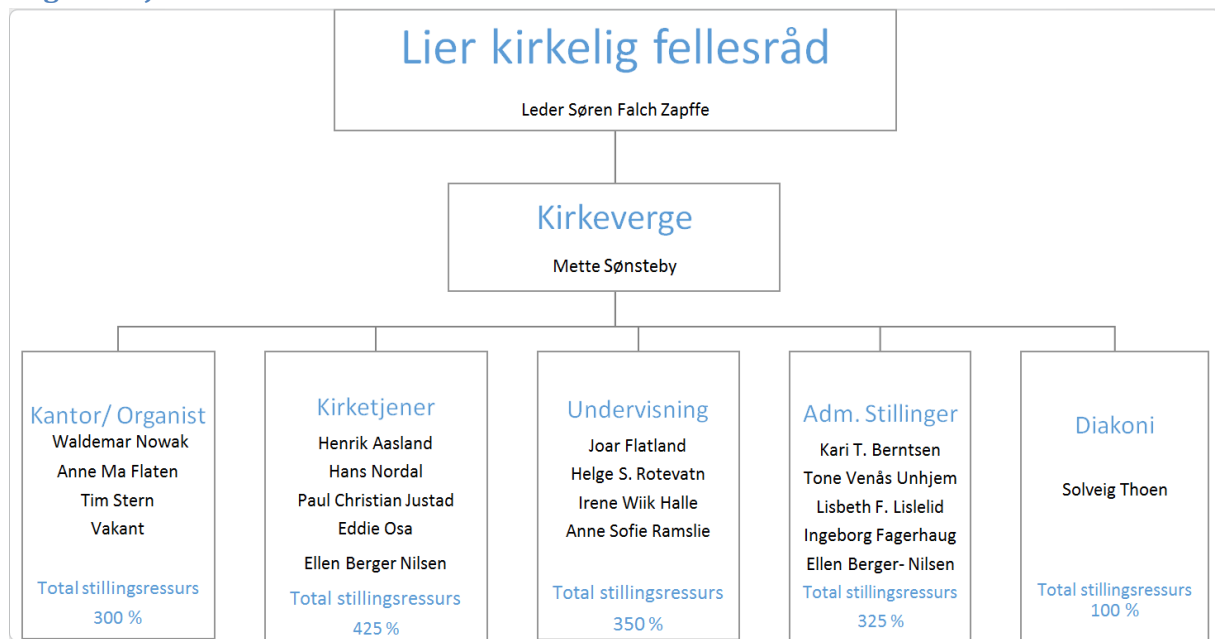 Lier kirkelig fellesråd
Leder Søren Falch Zapffe
Kirkeverge
Mette Sønsteby
Kantor/ Organist
Waldemar Nowak
Anne Ma Flaten
Tim Stern
Vakant
Total stillingsressurs
300 %
Kirketjener
Henrik Aasland
Hans Nordal
Paul Christian Justad
Eddie Osa
Ellen Berger Nilsen
Total stillingsressurs
425 %
Undervisning
Joar Flatland
Helge S. Rotevatn
Irene Wiik Halle
Anne Sofie Ramslie
Total stillingsressurs
350 %
Adm. Stillinger
Kari T. Berntsen
Tone Venås Unhjem
Lisbeth F. Lislelid
Ingeborg Fagerhaug
Ellen Berger- Nilsen
Total stillingsressurs
325 %
Diakoni
Solveig Thoen
Total stillingsressurs
100 %